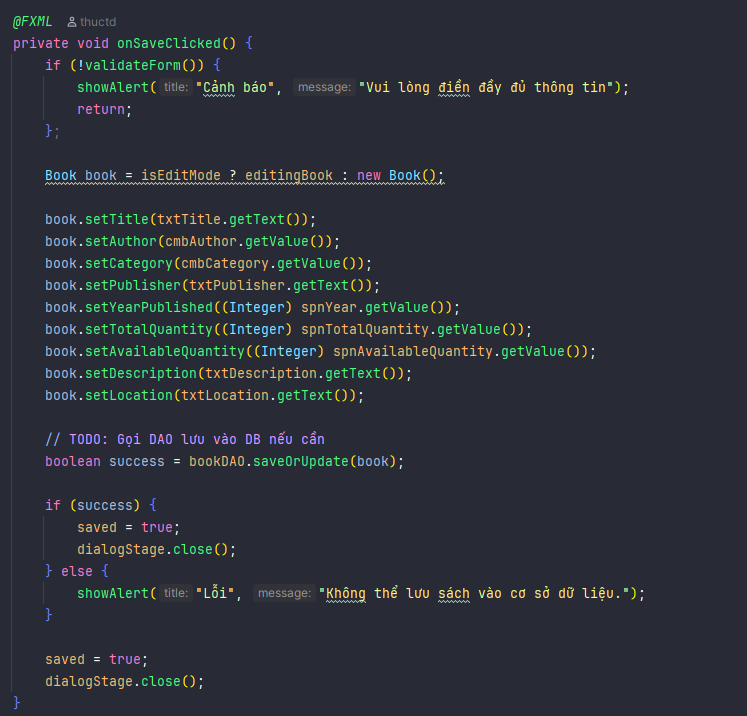 @FXML thuctd
private void onSaveClicked() {
if (!validateForm()) {
showAlert( title: "Cảnh báo", message: "Vui lòng điền đầy đủ thông tin");
return;
};
Book book = isEditMode ? editingBook : new Book();
book.setTitle(txtTitle.getText());
book.setAuthor(cmbAuthor.getValue());
book.setCategory(cmbCategory.getValue());
book.setPublisher(txtPublisher.getText());
book.setYearPublished((Integer) spnYear.getValue());
book.setTotalQuantity((Integer) spnTotalQuantity.getValue());
book.setAvailableQuantity((Integer) spnAvailableQuantity.getValue());
book.setDescription(txtDescription.getText());
book.setLocation(txtLocation.getText());
// TODO: Gọi DAO lưu vào DB nếu cần
boolean success = bookDAO.saveOrUpdate(book);
if (success) {
saved = true;
dialogStage.close();
} else {
showAlert( title: "Lỗi", message: "Không thể lưu sách vào cơ sở dữ liệu.");
}
saved = true;
dialogStage.close();
}